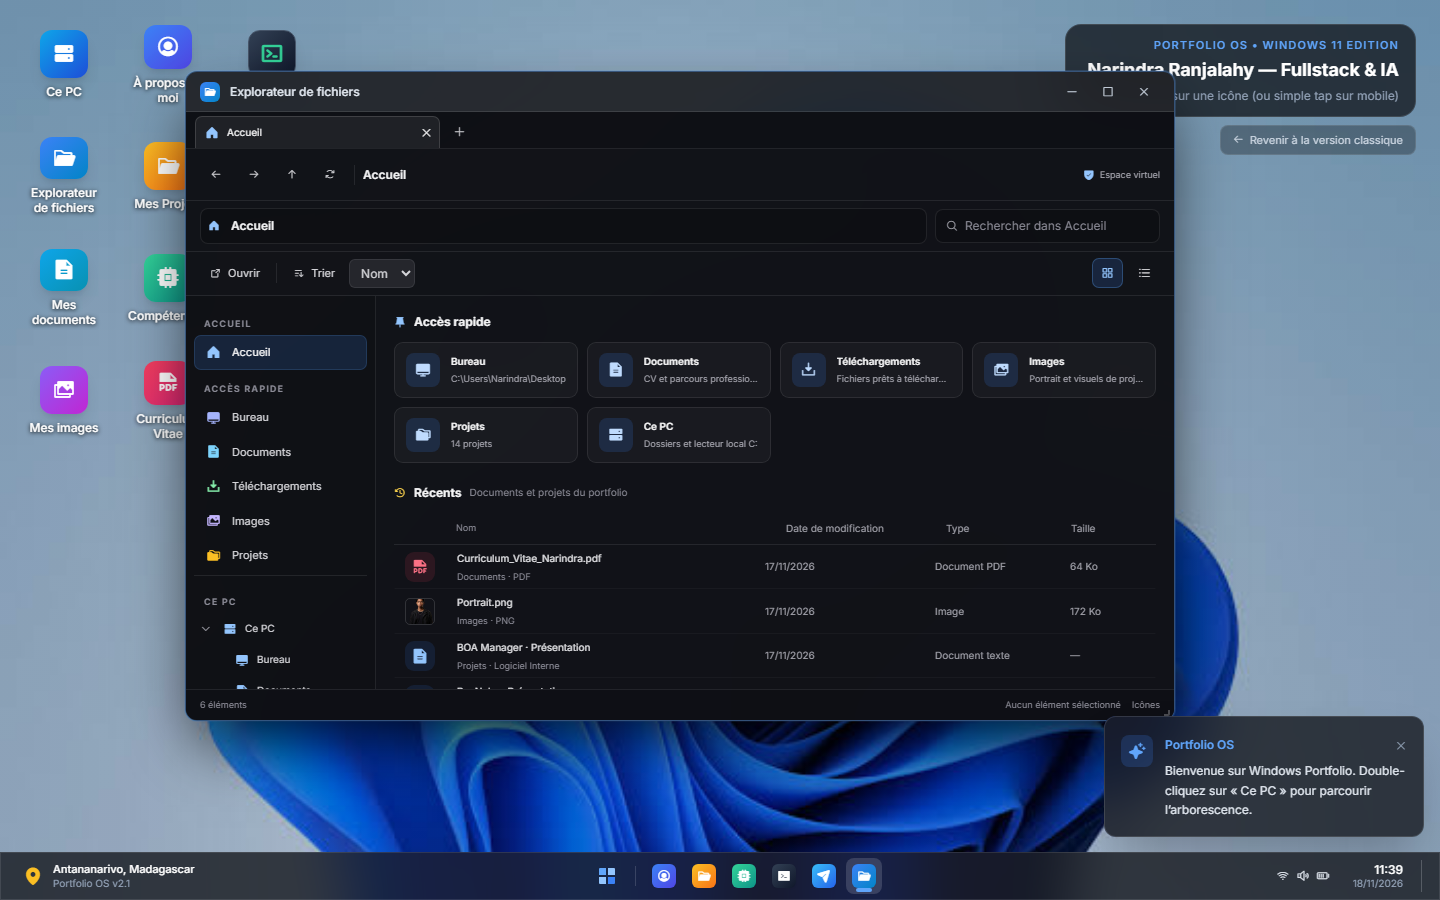 Ce PC
À propos
moi
Explorateur
de fichiers
Mes Proj
Mes
documents
Compéten
Mes images
Curricul
Vitae
PORTFOLIO OS • WINDOWS 11 EDITION
Narindra Ranjalahy — Fullstack & IA
sur une icône (ou simple tap sur mobile)
Revenir à la version classique
Explorateur de fichiers
Accueil
Accueil
Espace virtuel
Accueil
Rechercher dans Accueil
Ouvrir
Trier
Nom
ACCUEIL
Accueil
ACCÈS RAPIDE
Bureau
Documents
Téléchargements
Images
Projets
CE PC
Ce PC
Bureau
Documents
Accès rapide
Bureau
C:\Users\Narindra\Desktop
Documents
CV et parcours professio...
Téléchargements
Fichiers prêts à téléchar...
Images
Portrait et visuels de proj...
Projets
14 projets
Ce PC
Dossiers et lecteur local C:
Récents Documents et projets du portfolio
Nom Date de modification Type Taille
Curriculum_Vitae_Narindra.pdf
Documents · PDF
17/11/2026 Document PDF 64 Ko
Portrait.png
Images · PNG
17/11/2026 Image 172 Ko
BOA Manager · Présentation
Projets · Logiciel Interne
17/11/2026 Document texte —
6 éléments
Aucun élément sélectionné Icônes
Portfolio OS
Bienvenue sur Windows Portfolio. Double-
cliquez sur « Ce PC » pour parcourir
l'arborescence.
Antananarivo, Madagascar
Portfolio OS v2.1
11:39
18/11/2026